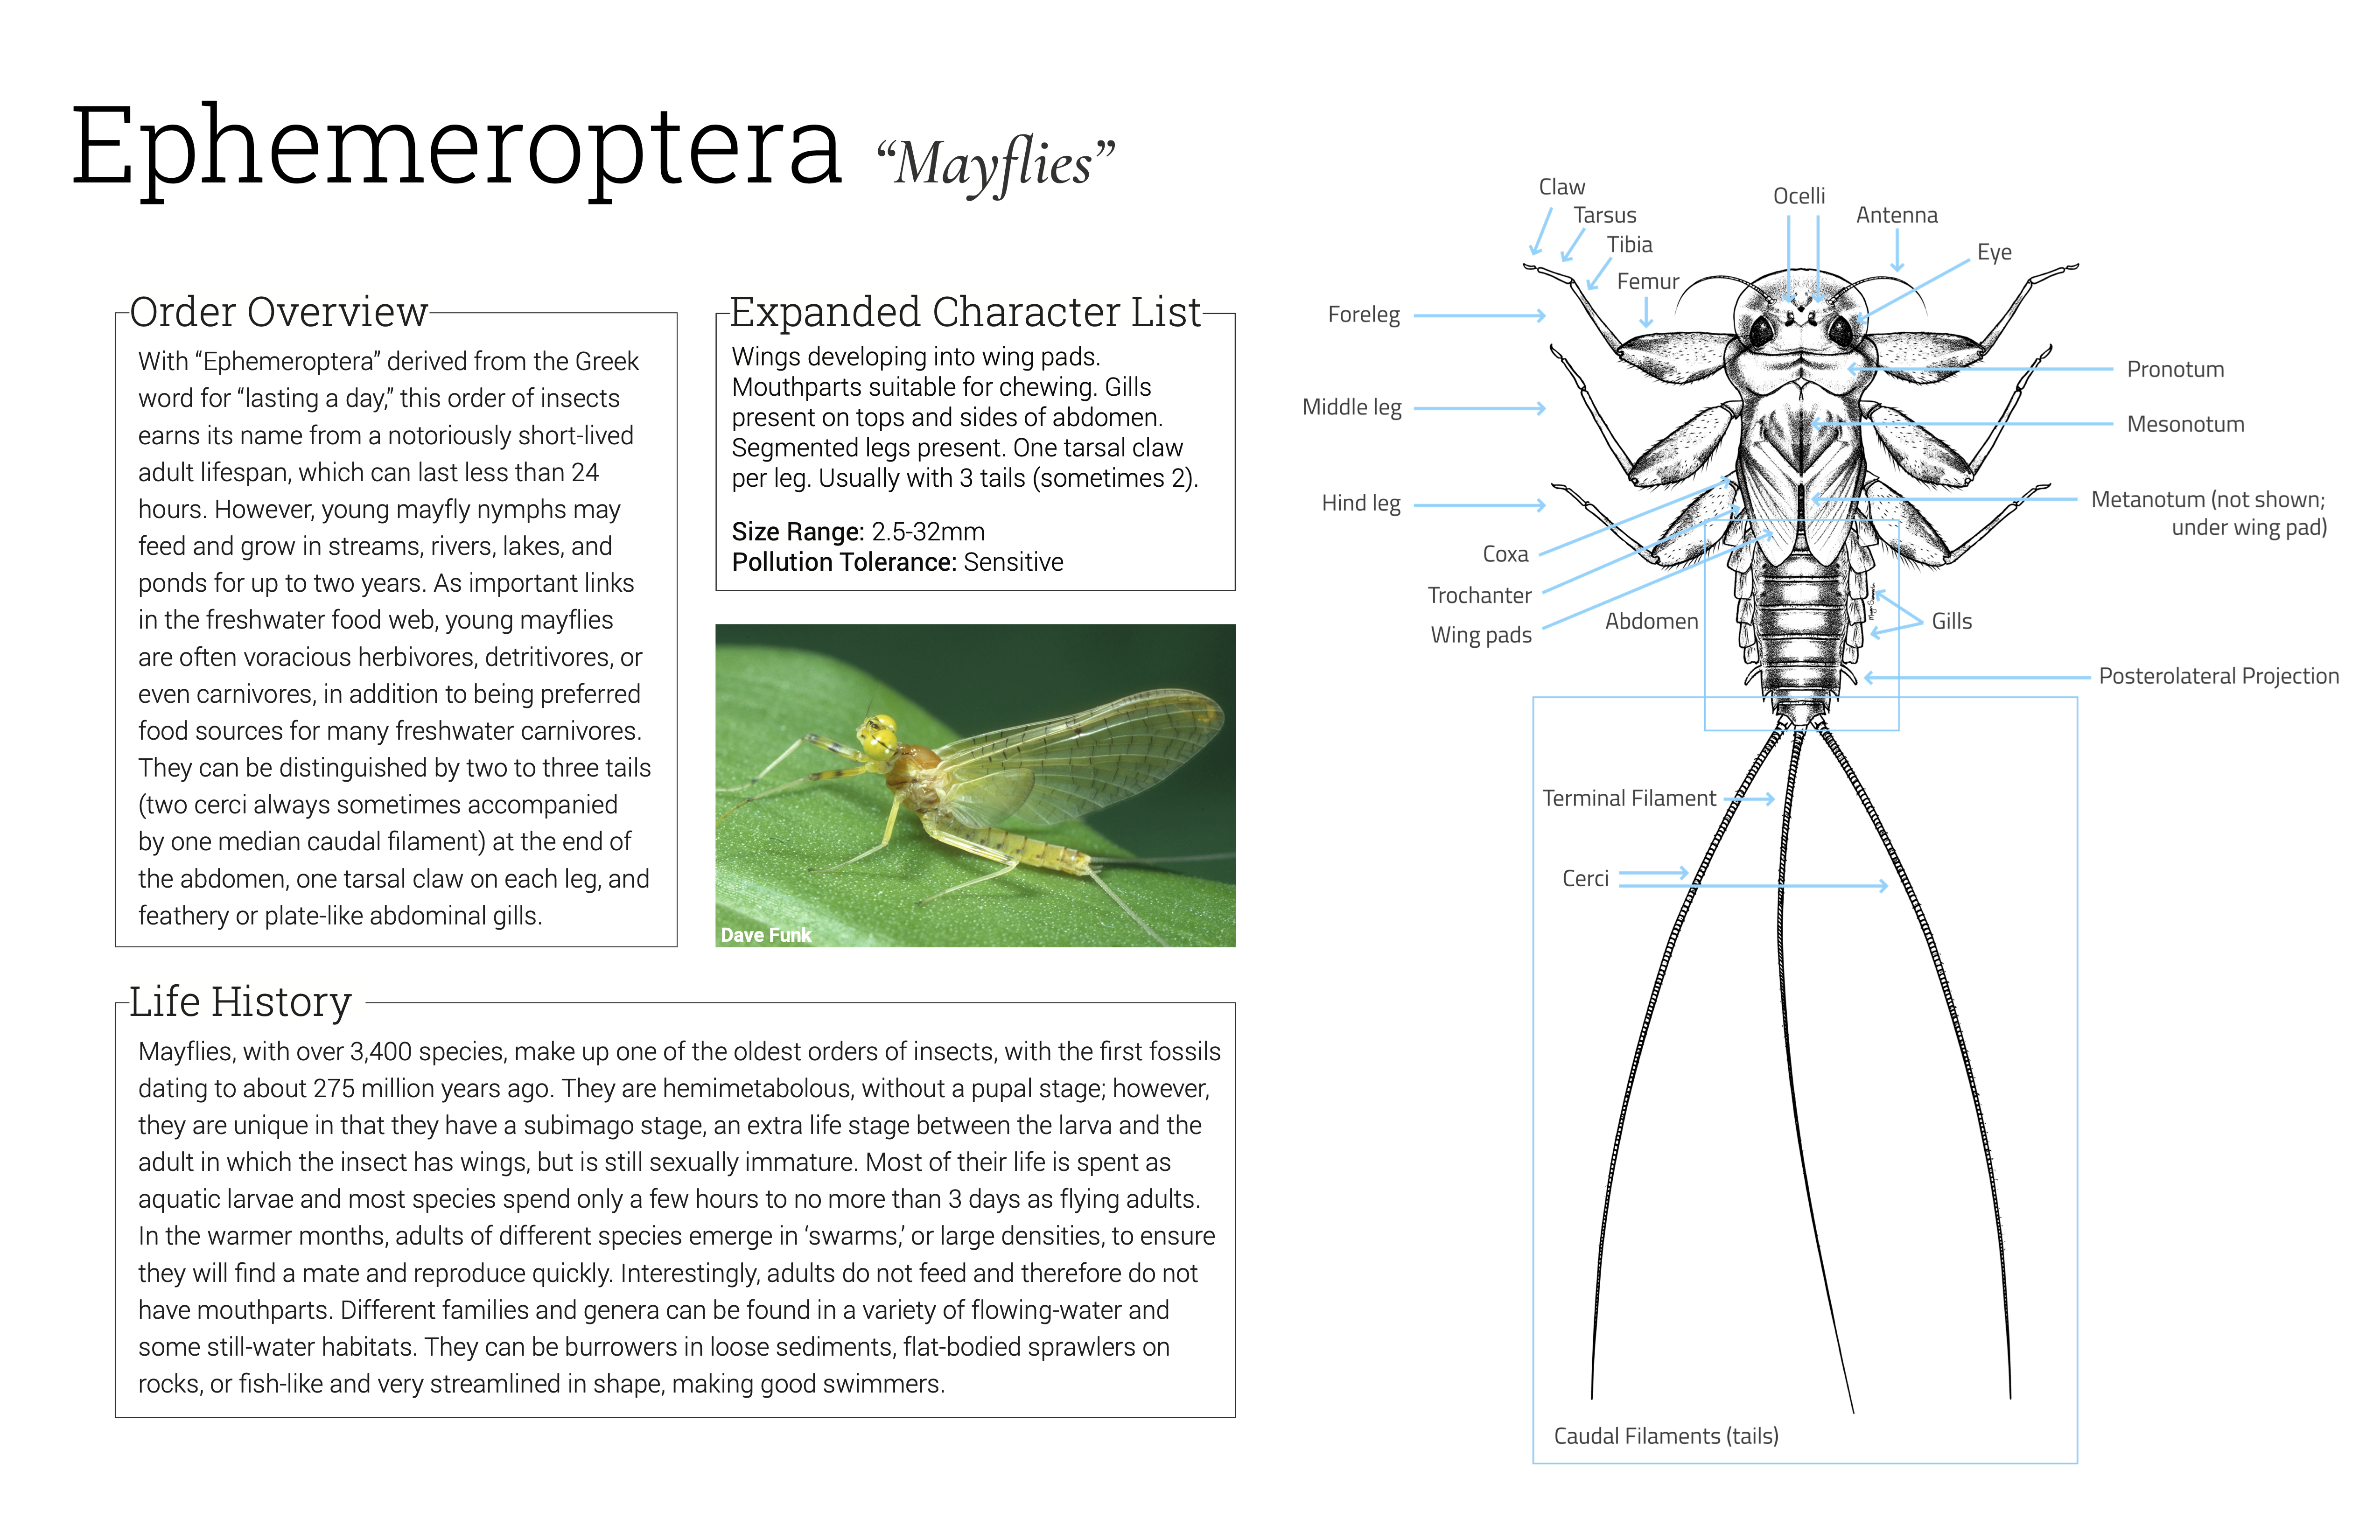 Ephemeroptera “Mayflies”
Order Overview
With “Ephemeroptera” derived from the Greek
word for “lasting a day,” this order of insects
earns its name from a notoriously short-lived
adult lifespan, which can last less than 24
hours. However, young mayfly nymphs may
feed and grow in streams, rivers, lakes, and
ponds for up to two years. As important links
in the freshwater food web, young mayflies
are often voracious herbivores, detritivores, or
even carnivores, in addition to being preferred
food sources for many freshwater carnivores.
They can be distinguished by two to three tails
(two cerci always sometimes accompanied
by one median caudal filament) at the end of
the abdomen, one tarsal claw on each leg, and
feathery or plate-like abdominal gills.
Expanded Character List
Wings developing into wing pads.
Mouthparts suitable for chewing. Gills
present on tops and sides of abdomen.
Segmented legs present. One tarsal claw
per leg. Usually with 3 tails (sometimes 2).
Size Range: 2.5-32mm
Pollution Tolerance: Sensitive
Dave Funk
Life History
Mayflies, with over 3,400 species, make up one of the oldest orders of insects, with the first fossils
dating to about 275 million years ago. They are hemimetabolous, without a pupal stage; however,
they are unique in that they have a subimago stage, an extra life stage between the larva and the
adult in which the insect has wings, but is still sexually immature. Most of their life is spent as
aquatic larvae and most species spend only a few hours to no more than 3 days as flying adults.
In the warmer months, adults of different species emerge in ‘swarms,’ or large densities, to ensure
they will find a mate and reproduce quickly. Interestingly, adults do not feed and therefore do not
have mouthparts. Different families and genera can be found in a variety of flowing-water and
some still-water habitats. They can be burrowers in loose sediments, flat-bodied sprawlers on
rocks, or fish-like and very streamlined in shape, making good swimmers.
Claw
Tarsus
Tibia
Femur
Ocelli
Antenna
Eye
Foreleg
Middle leg
Hind leg
Pronotum
Mesonotum
Metanotum (not shown;
under wing pad)
Coxa
Trochanter
Wing pads
Abdomen
Gills
Posterolateral Projection
Terminal Filament
Cerci
Caudal Filaments (tails)